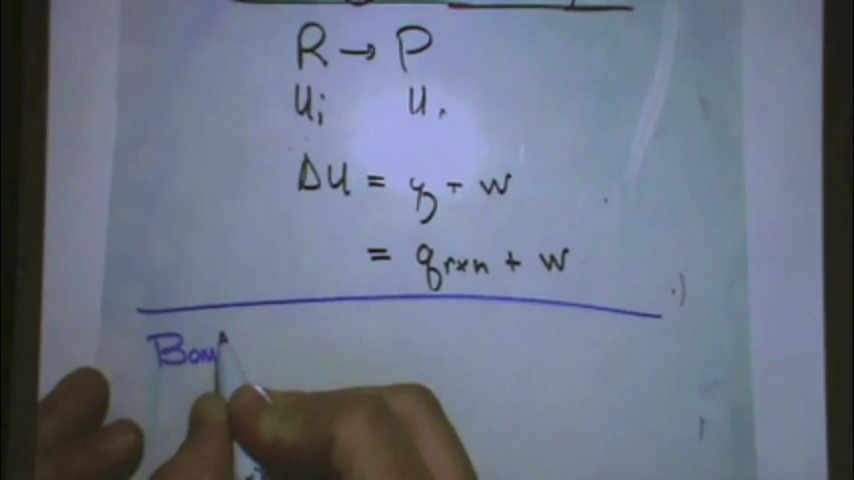 R → P
Ui U
ΔU = q + w
= qrxn + w
Bom